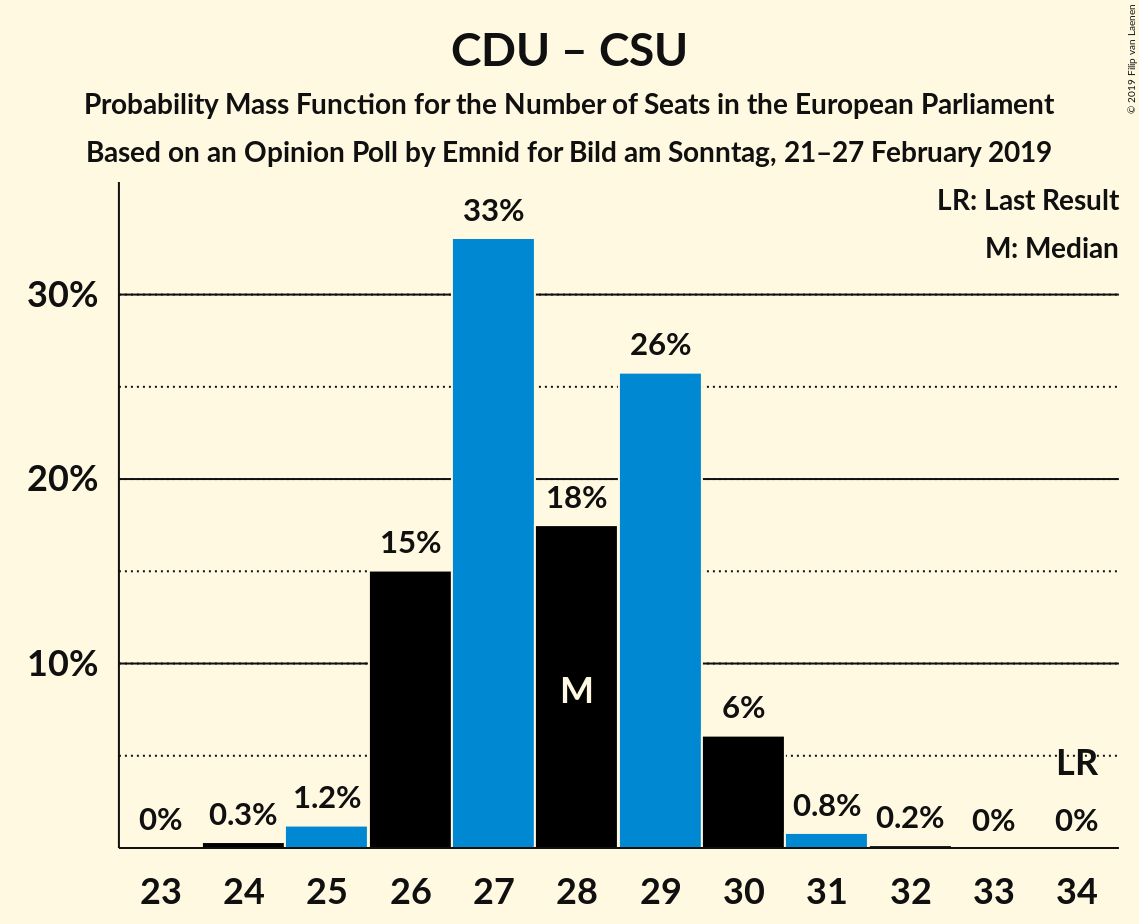 © 2019 Filip van Laenen
CDU – CSU
Probability Mass Function for the Number of Seats in the European Parliament
Based on an Opinion Poll by Emnid for Bild am Sonntag, 21–27 February 2019
LR: Last Result
M: Median
33%
30%
26%
20%
18%
15%
10%
M
6%
LR
0%
0.3%
1.2%
0.8%
0.2%
0%
0%
23 24 25 26 27 28 29 30 31 32 33 34